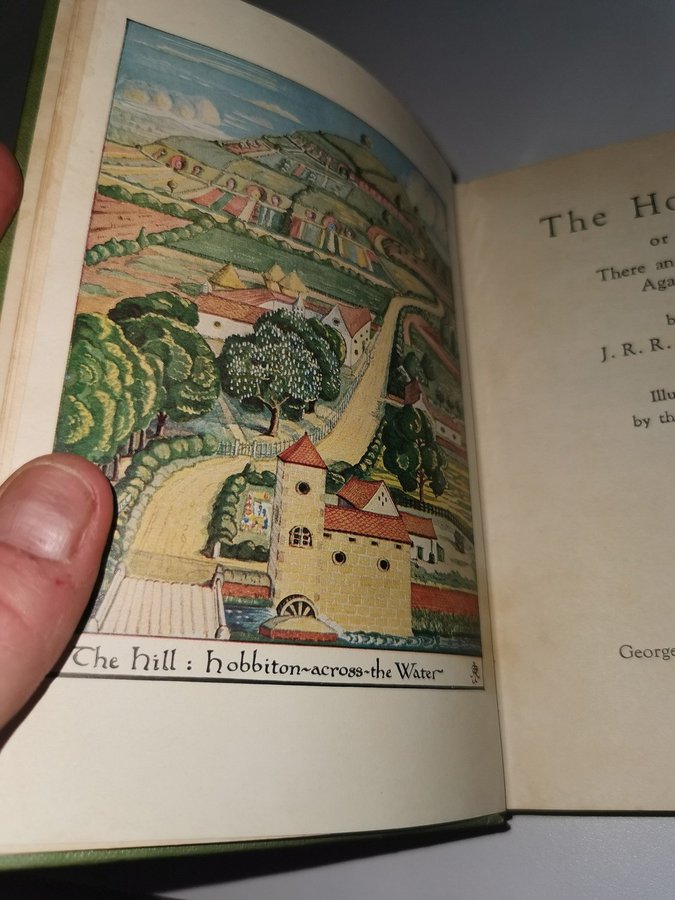 The Hill : hobbiton~across~the Water~
The Ho
or
There an
Aga
b
J. R. R.
Illu
by th
George